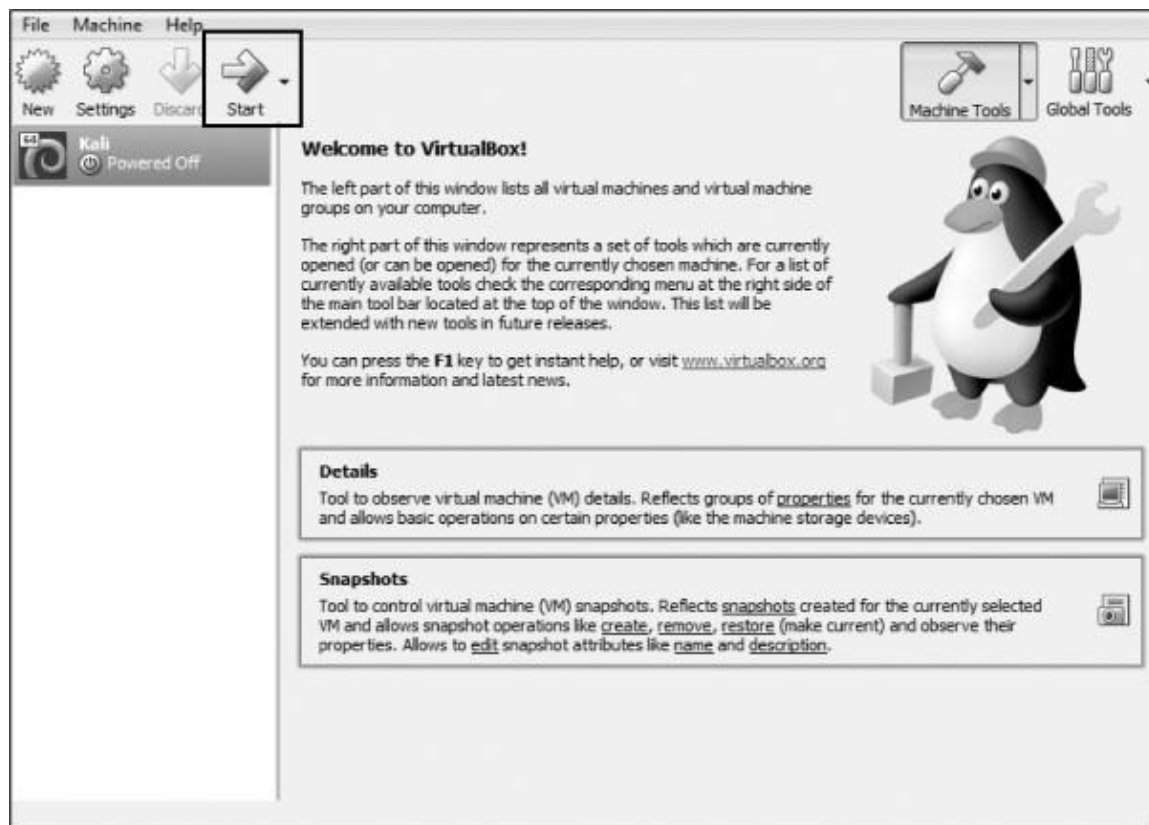 File Machine Help
New Settings Discard Start Machine Tools Global Tools
64 Kali
Powered Off
Welcome to VirtualBox!
The left part of this window lists all virtual machines and virtual machine
groups on your computer.
The right part of this window represents a set of tools which are currently
opened (or can be opened) for the currently chosen machine. For a list of
currently available tools check the corresponding menu at the right side of
the main tool bar located at the top of the window. This list will be
extended with new tools in future releases.
You can press the F1 key to get instant help, or visit www.virtualbox.org
for more information and latest news.
Details
Tool to observe virtual machine (VM) details. Reflects groups of properties for the currently chosen VM
and allows basic operations on certain properties (like the machine storage devices).
Snapshots
Tool to control virtual machine (VM) snapshots. Reflects snapshots created for the currently selected
VM and allows snapshot operations like create, remove, restore (make current) and observe their
properties. Allows to edit snapshot attributes like name and description.